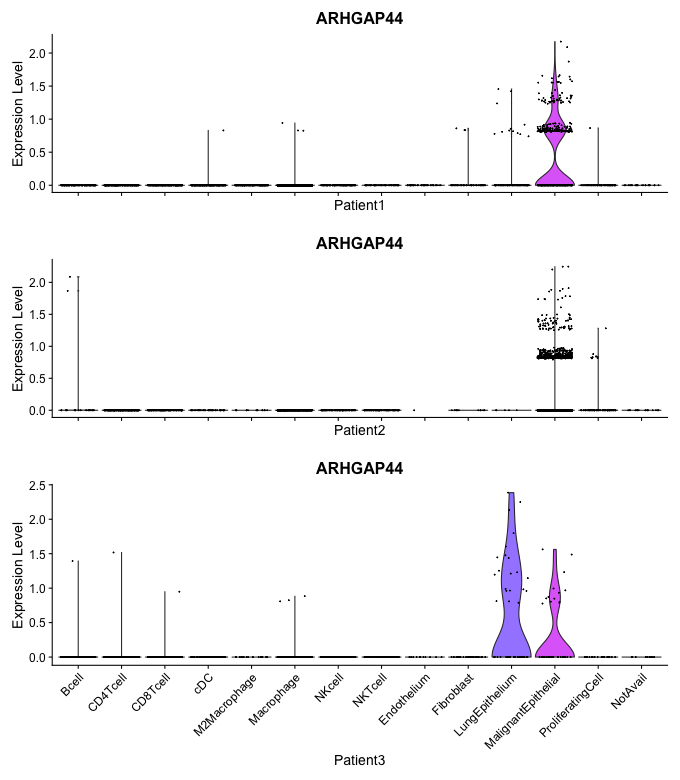 ARHGAP44
Expression Level
2.0
1.5
1.0
0.5
0.0
Patient1
ARHGAP44
Expression Level
2.0
1.5
1.0
0.5
0.0
Patient2
ARHGAP44
Expression Level
2.5
2.0
1.5
1.0
0.5
0.0
Bcell
CD4Tcell
CD8Tcell
cDC
M2Macrophage
Macrophage
NKcell
NKTcell
Endothelium
Fibroblast
LungEpithelium
MalignantEpithelial
ProliferatingCell
NotAvail
Patient3